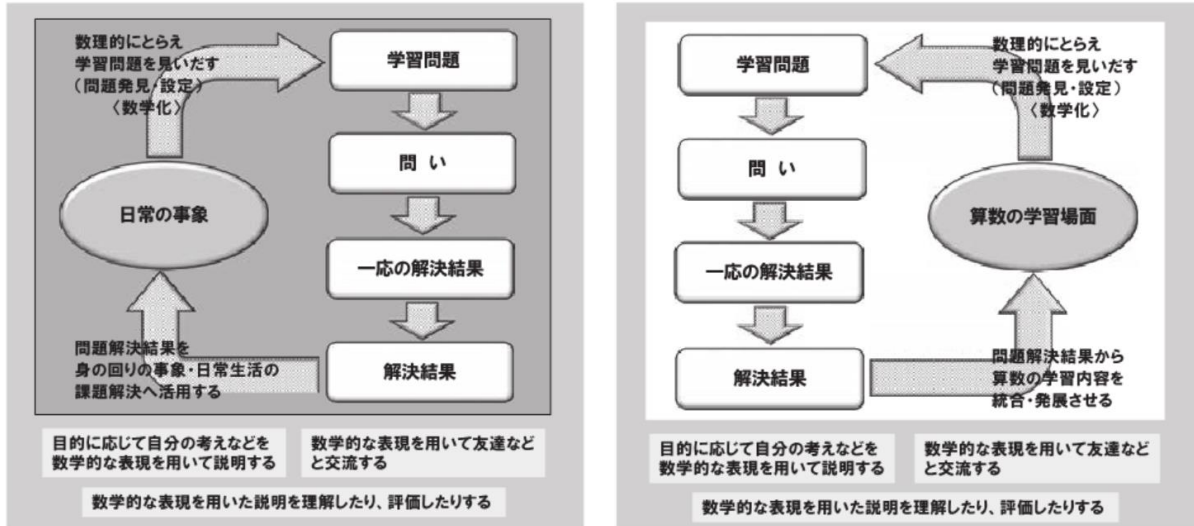 数理的にとらえ
学習問題を見いだす
（問題発見・設定）
〈数学化〉
学習問題
問 い
日常の事象
一応の解決結果
問題解決結果を
身の回りの事象・日常生活の
課題解決へ活用する
解決結果
目的に応じて自分の考えなどを
数学的な表現を用いて説明する
数学的な表現を用いて友達など
と交流する
数学的な表現を用いた説明を理解したり、評価したりする
学習問題
数理的にとらえ
学習問題を見いだす
（問題発見・設定）
〈数学化〉
問 い
算数の学習場面
一応の解決結果
解決結果
問題解決結果から
算数の学習内容を
統合・発展させる
目的に応じて自分の考えなどを
数学的な表現を用いて説明する
数学的な表現を用いて友達など
と交流する
数学的な表現を用いた説明を理解したり、評価したりする